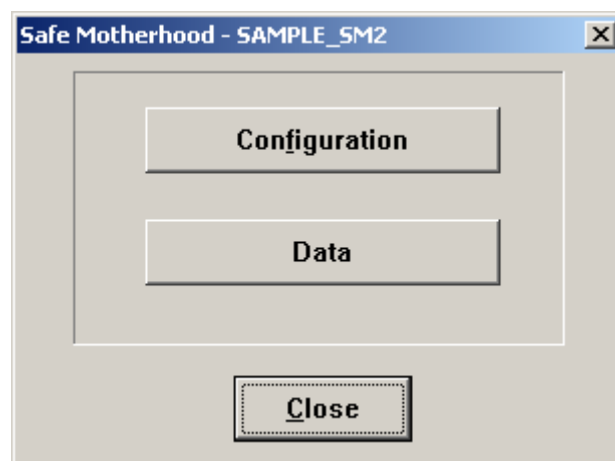 Safe Motherhood - SAMPLE_SM2
Configuration
Data
Close